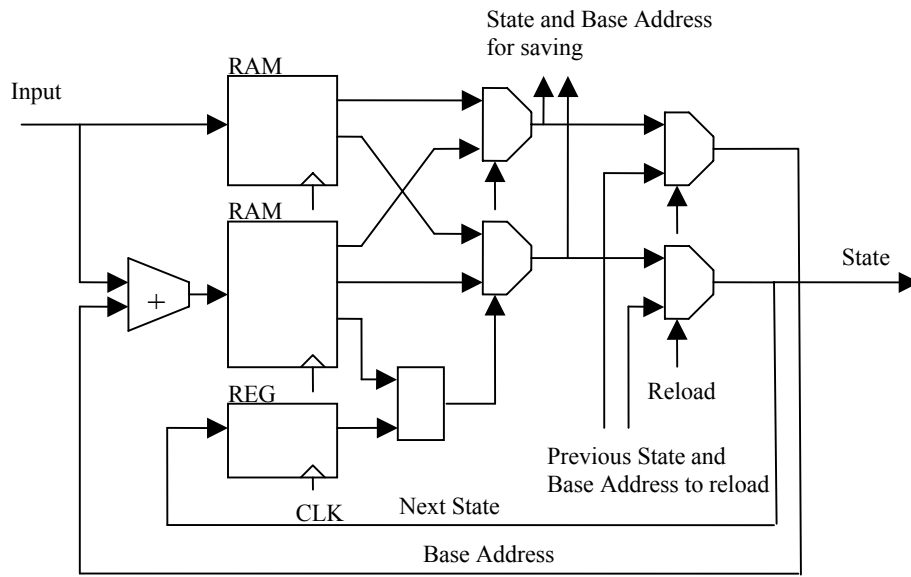 State and Base Address
for saving
RAM
Input
RAM
+
State
REG
Reload
Previous State and
Base Address to reload
CLK
Next State
Base Address